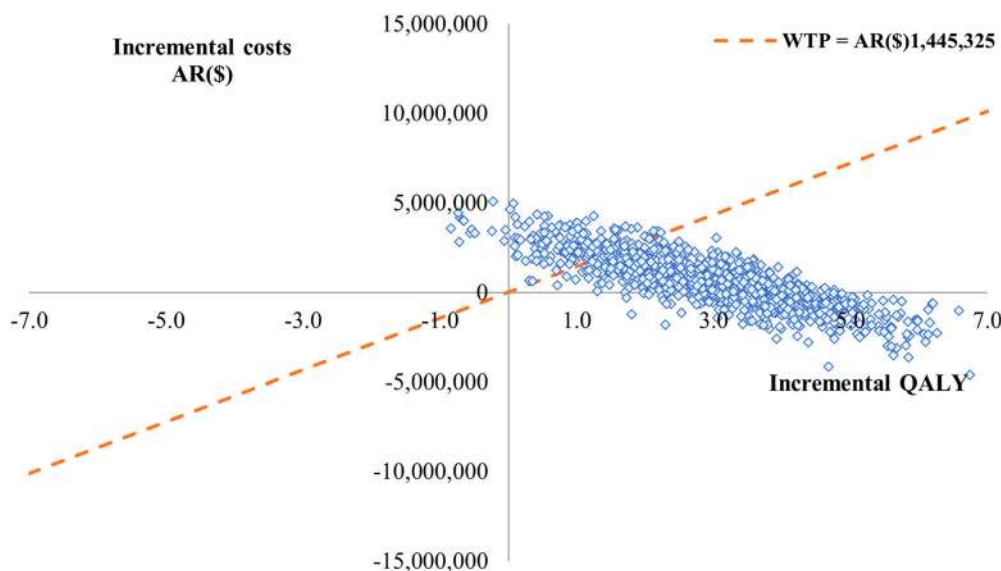 15,000,000
Incremental costs
AR($)
WTP = AR($)1,445,325
10,000,000
5,000,000
0
-7.0 -5.0 -3.0 -1.0 1.0 3.0 5.0 7.0
-5,000,000
Incremental QALY
-10,000,000
-15,000,000